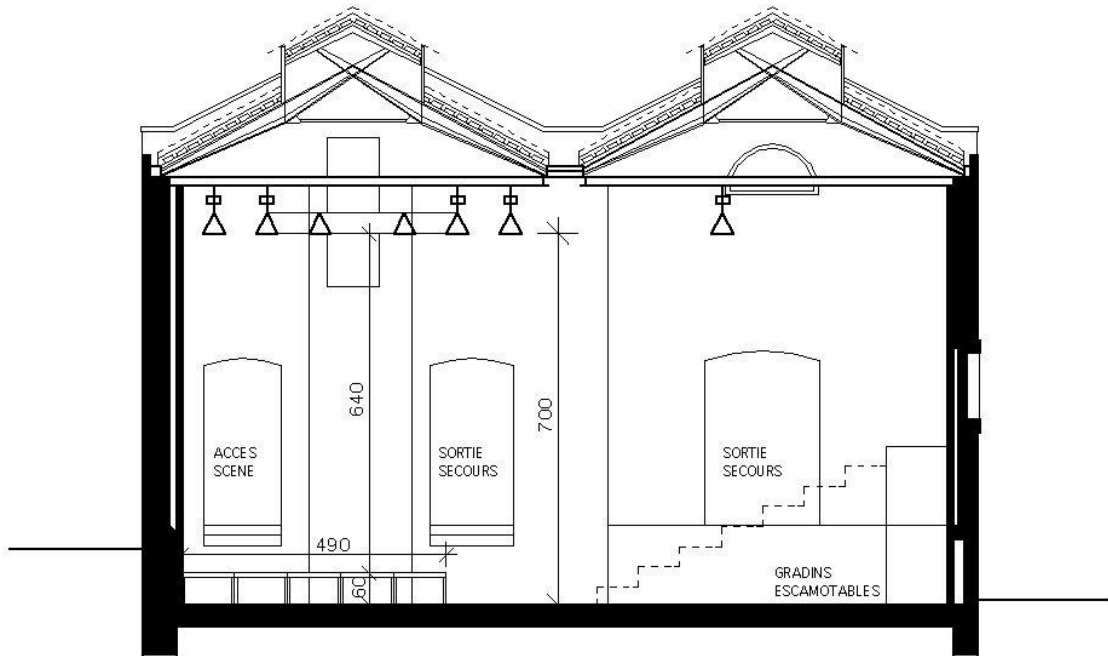 640
700
ACCES
SCENE
SORTIE
SECOURS
SORTIE
SECOURS
490
60
GRADINS
ESCAMOTABLES